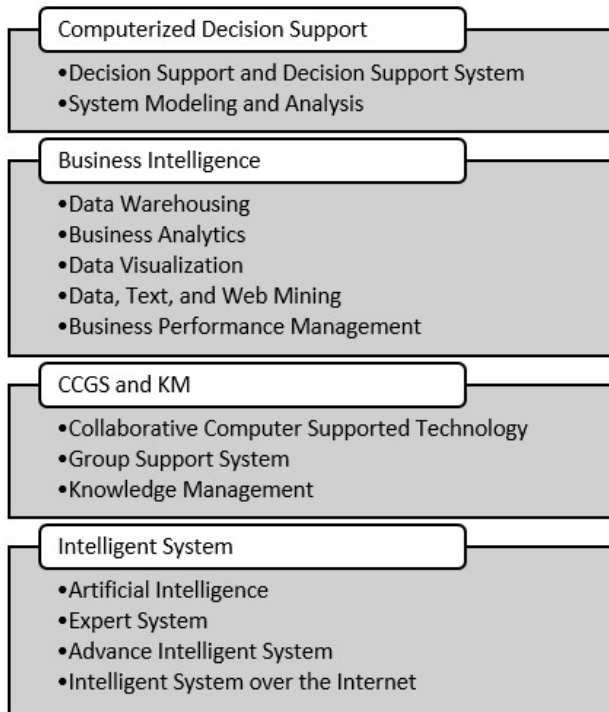 Computerized Decision Support
•Decision Support and Decision Support System
•System Modeling and Analysis
Business Intelligence
•Data Warehousing
•Business Analytics
•Data Visualization
•Data, Text, and Web Mining
•Business Performance Management
CCGS and KM
•Collaborative Computer Supported Technology
•Group Support System
•Knowledge Management
Intelligent System
•Artificial Intelligence
•Expert System
•Advance Intelligent System
•Intelligent System over the Internet